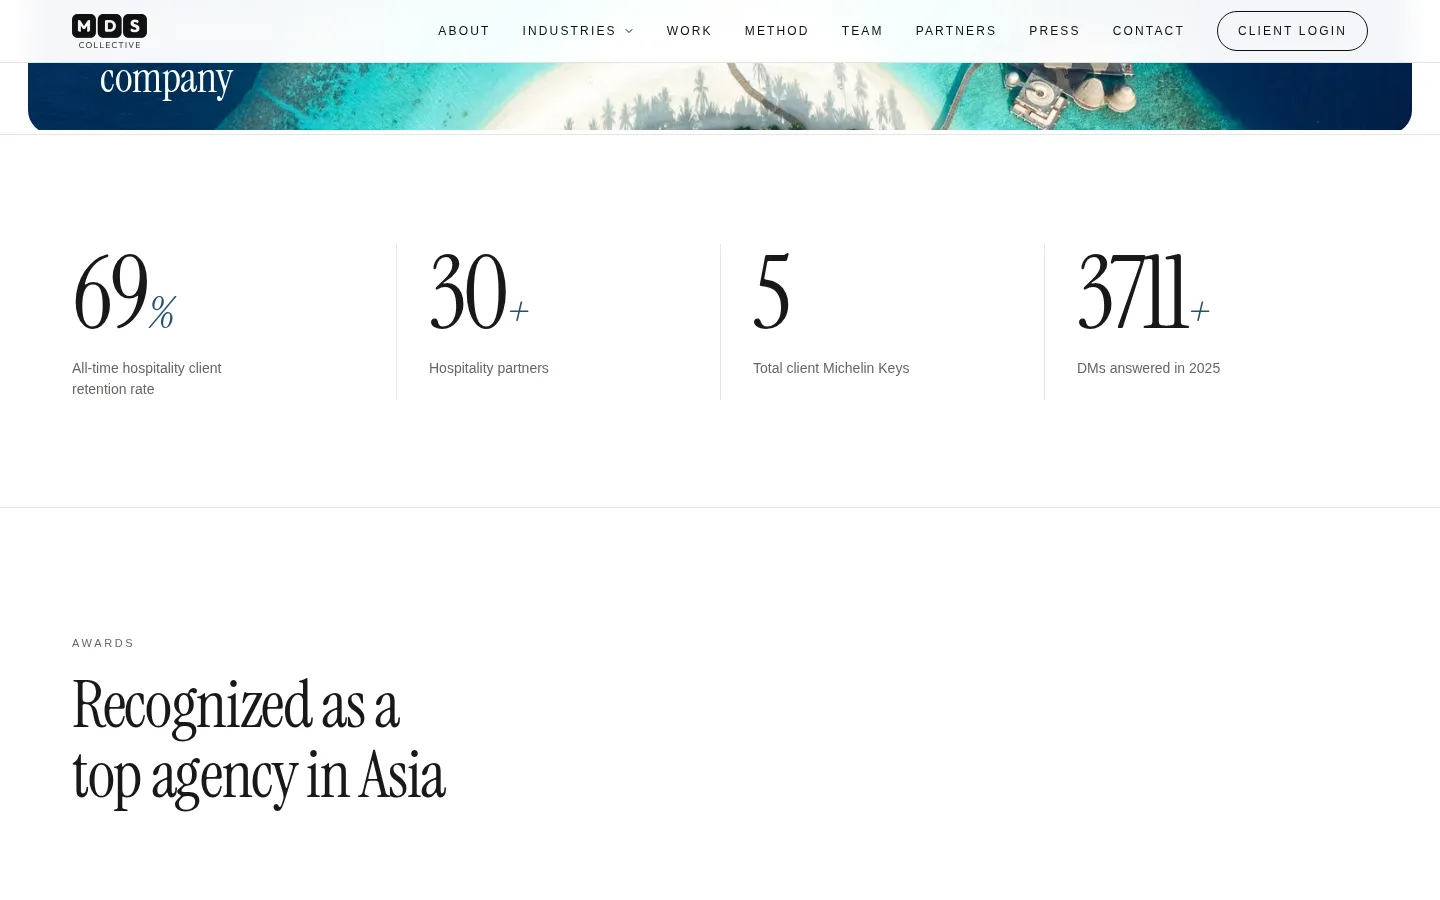 MDS
COLLECTIVE
ABOUT
INDUSTRIES
WORK
METHOD
TEAM
PARTNERS
PRESS
CONTACT
CLIENT LOGIN
company
69%
All-time hospitality client
retention rate
30+
Hospitality partners
5
Total client Michelin Keys
3711+
DMs answered in 2025
AWARDS
Recognized as a
top agency in Asia